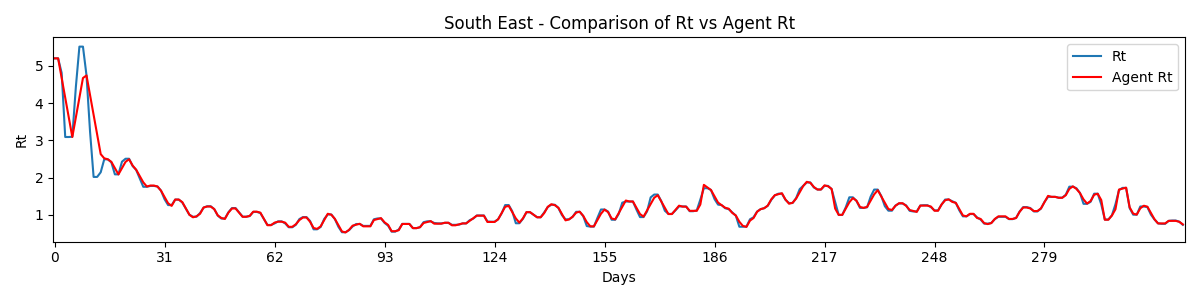 South East - Comparison of Rt vs Agent Rt
Rt
Agent Rt
5
4
3
2
1
Rt
0 31 62 93 124 155 186 217 248 279
Days